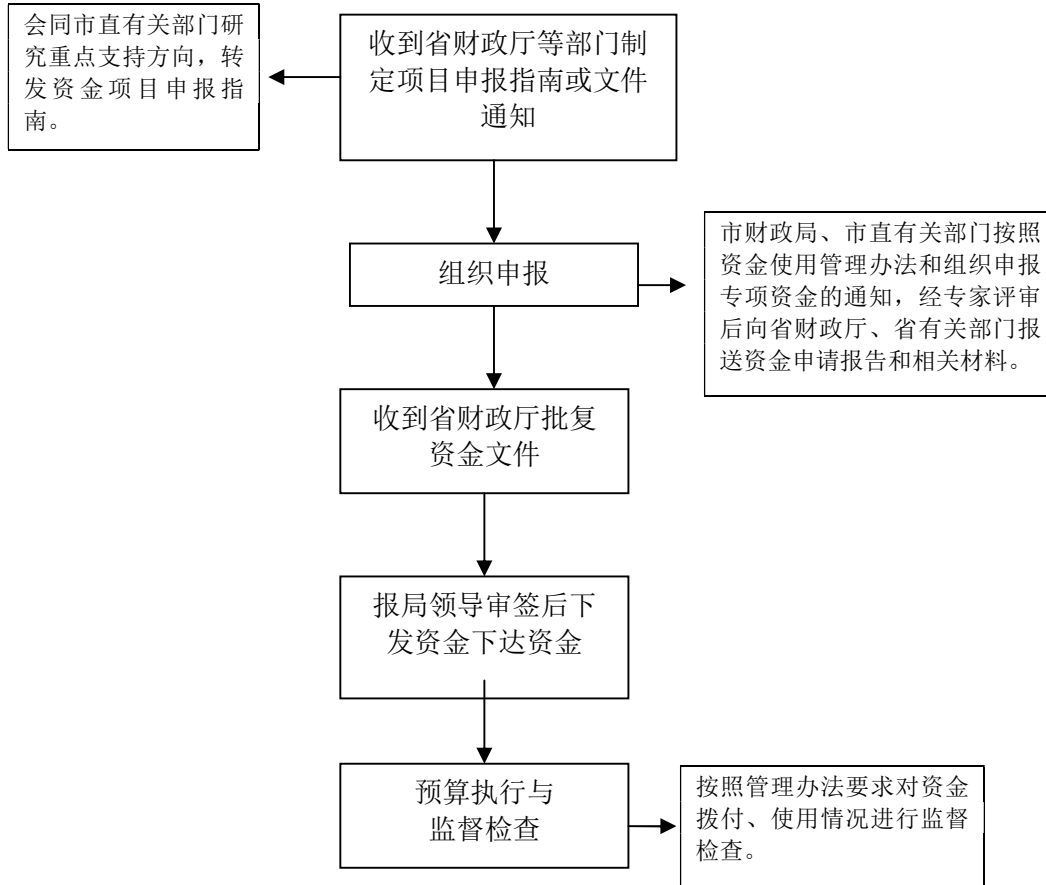 会同市直有关部门研
究重点支持方向，转
发资金项目申报指
南。
收到省财政厅等部门制
定项目申报指南或文件
通知
组织申报
市财政局、市直有关部门按照
资金使用管理办法和组织申报
专项资金的通知，经专家评审
后向省财政厅、省有关部门报
送资金申请报告和相关材料。
收到省财政厅批复
资金文件
报局领导审签后下
发资金下达资金
预算执行与
监督检查
按照管理办法要求对资金
拨付、使用情况进行监督
检查。